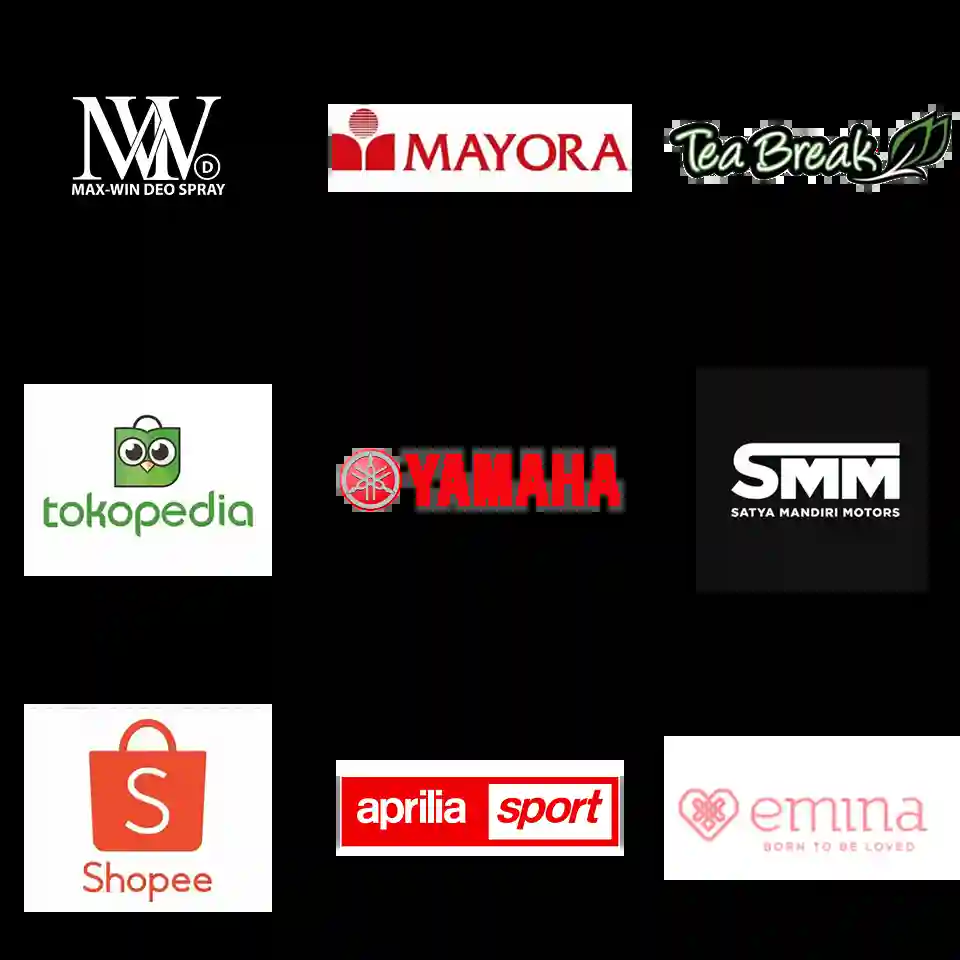 MWD
MAX-WIN DEO SPRAY
MAYORA
Tea Break
tokopedia
YAMAHA
SMM
SATYA MANDIRI MOTORS
S
Shopee
aprilia sport
emina
BORN TO BE LOVED